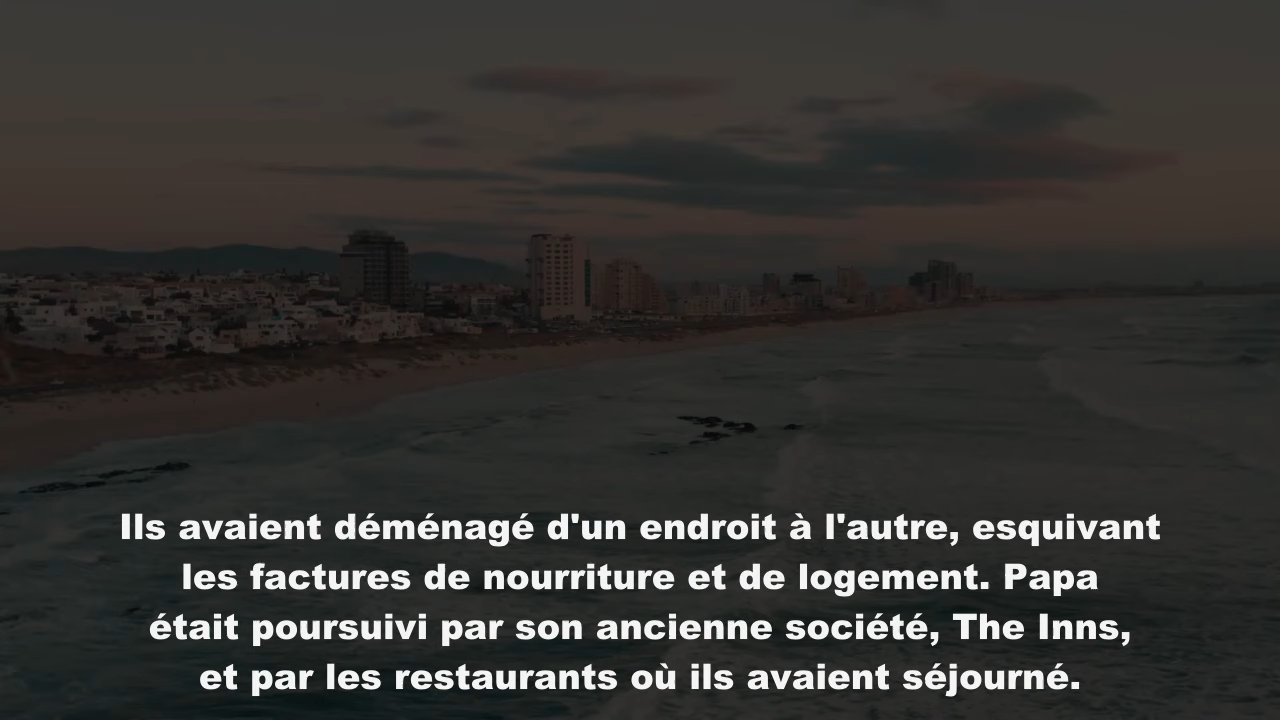 Ils avaient déménagé d'un endroit à l'autre, esquivant
les factures de nourriture et de logement. Papa
était poursuivi par son ancienne société, The Inns,
et par les restaurants où ils avaient séjourné.